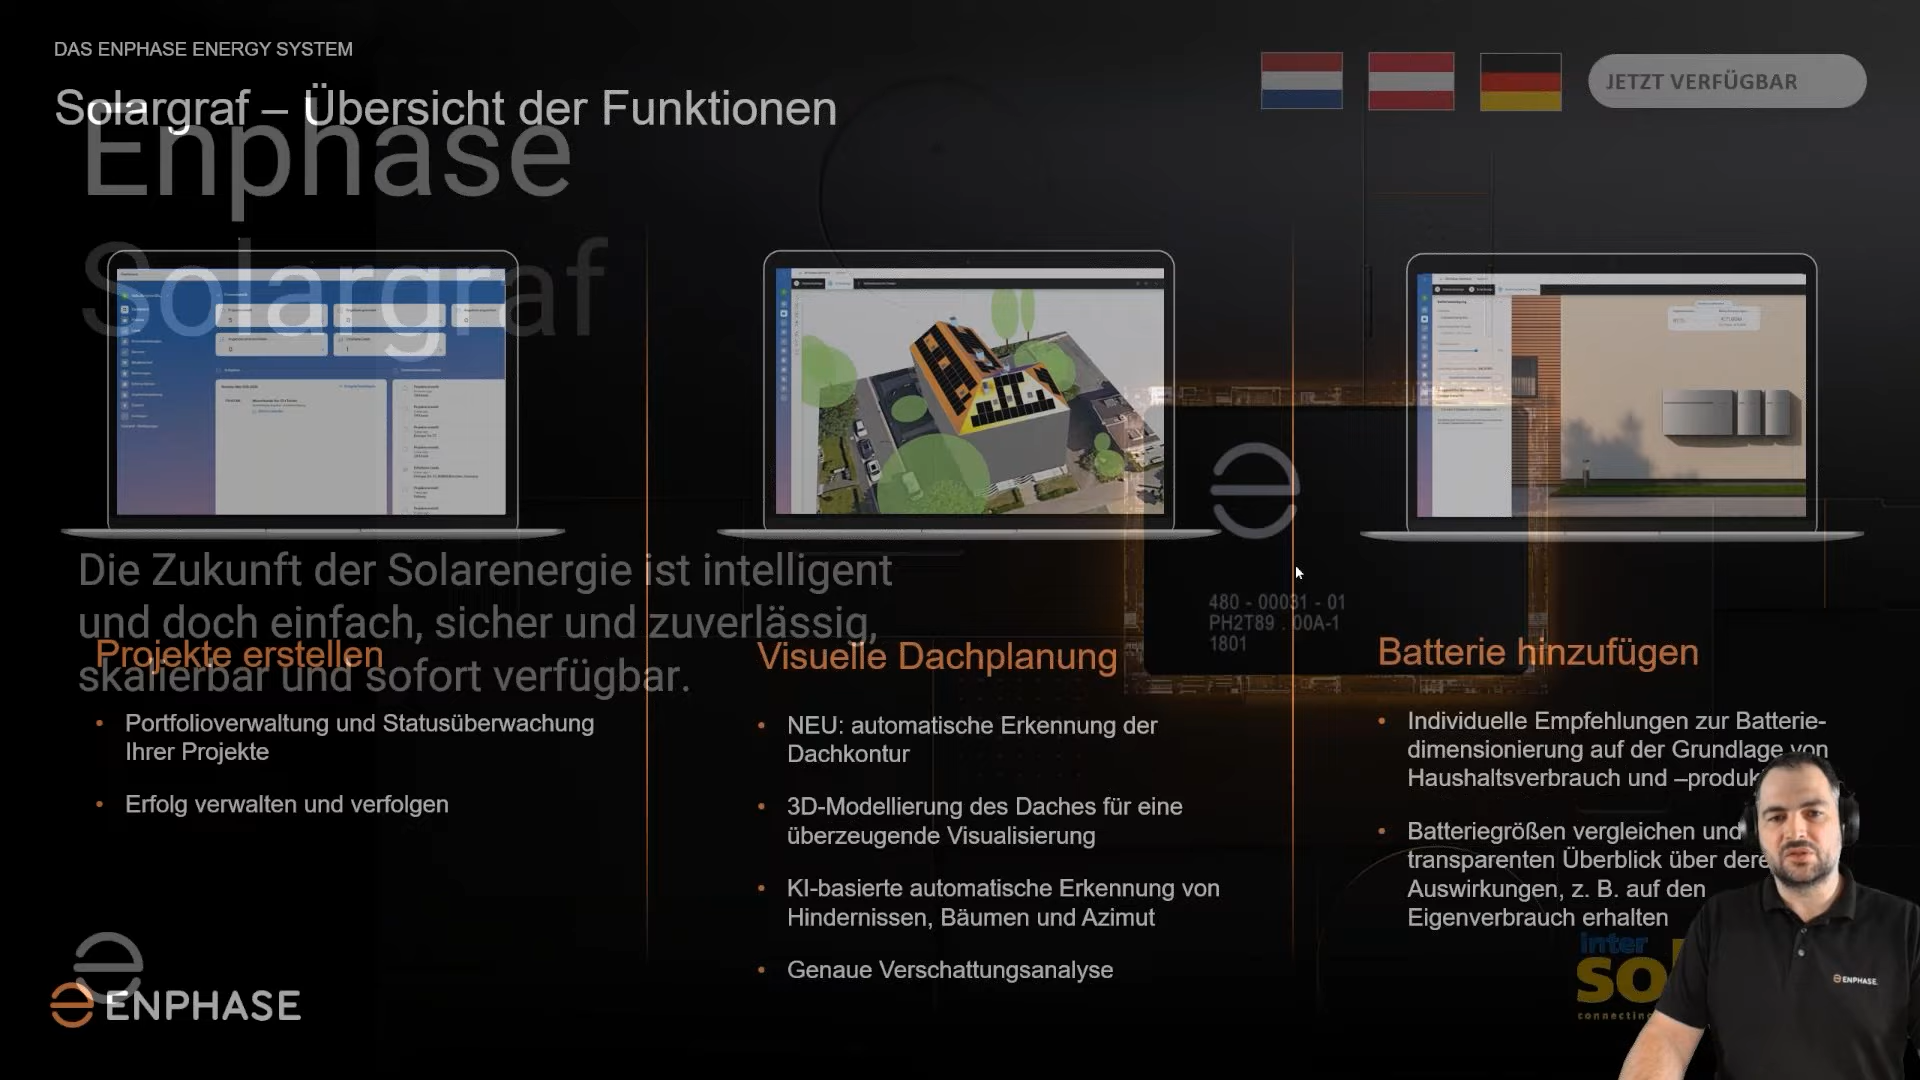 DAS ENPHASE ENERGY SYSTEM
Solargraf – Übersicht der Funktionen
JETZT VERFÜGBAR
Enphase
Solargraf
Die Zukunft der Solarenergie ist intelligent
und doch einfach, sicher und zuverlässig,
skalierbar und sofort verfügbar.
480 - 00031 - 01
PH2T89 . 00A-1
1801
Projekte erstellen
• Portfolioverwaltung und Statusüberwachung
Ihrer Projekte
• Erfolg verwalten und verfolgen
Visuelle Dachplanung
• NEU: automatische Erkennung der
Dachkontur
• 3D-Modellierung des Daches für eine
überzeugende Visualisierung
• KI-basierte automatische Erkennung von
Hindernissen, Bäumen und Azimut
• Genaue Verschattungsanalyse
Batterie hinzufügen
• Individuelle Empfehlungen zur Batterie-
dimensionierung auf der Grundlage von
Haushaltsverbrauch und
• Batteriegrößen vergleichen und
transparenten Überblick über
Auswirkungen, z. B. auf den
Eigenverbrauch erhalten
ENPHASE
inter
ENPHASE